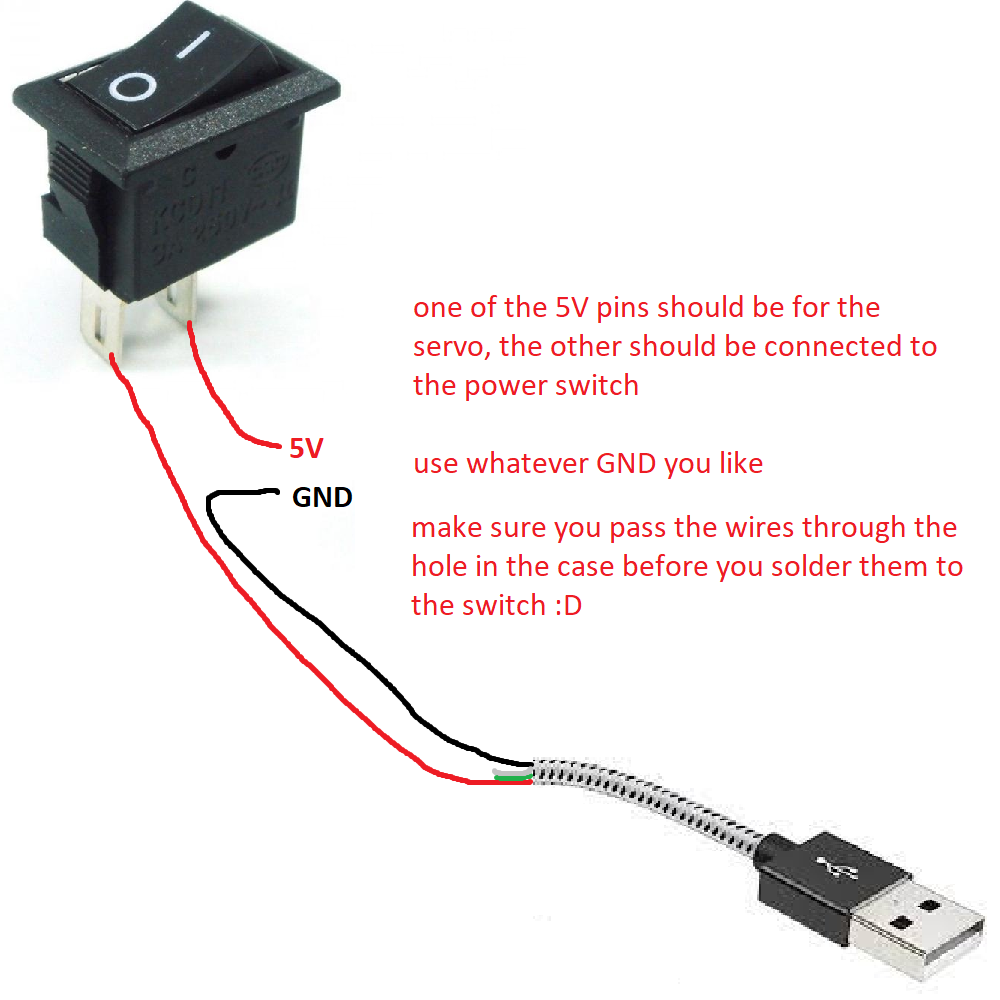 one of the 5V pins should be for the
servo, the other should be connected to
the power switch
5V
use whatever GND you like
GND
make sure you pass the wires through the
hole in the case before you solder them to
the switch :D